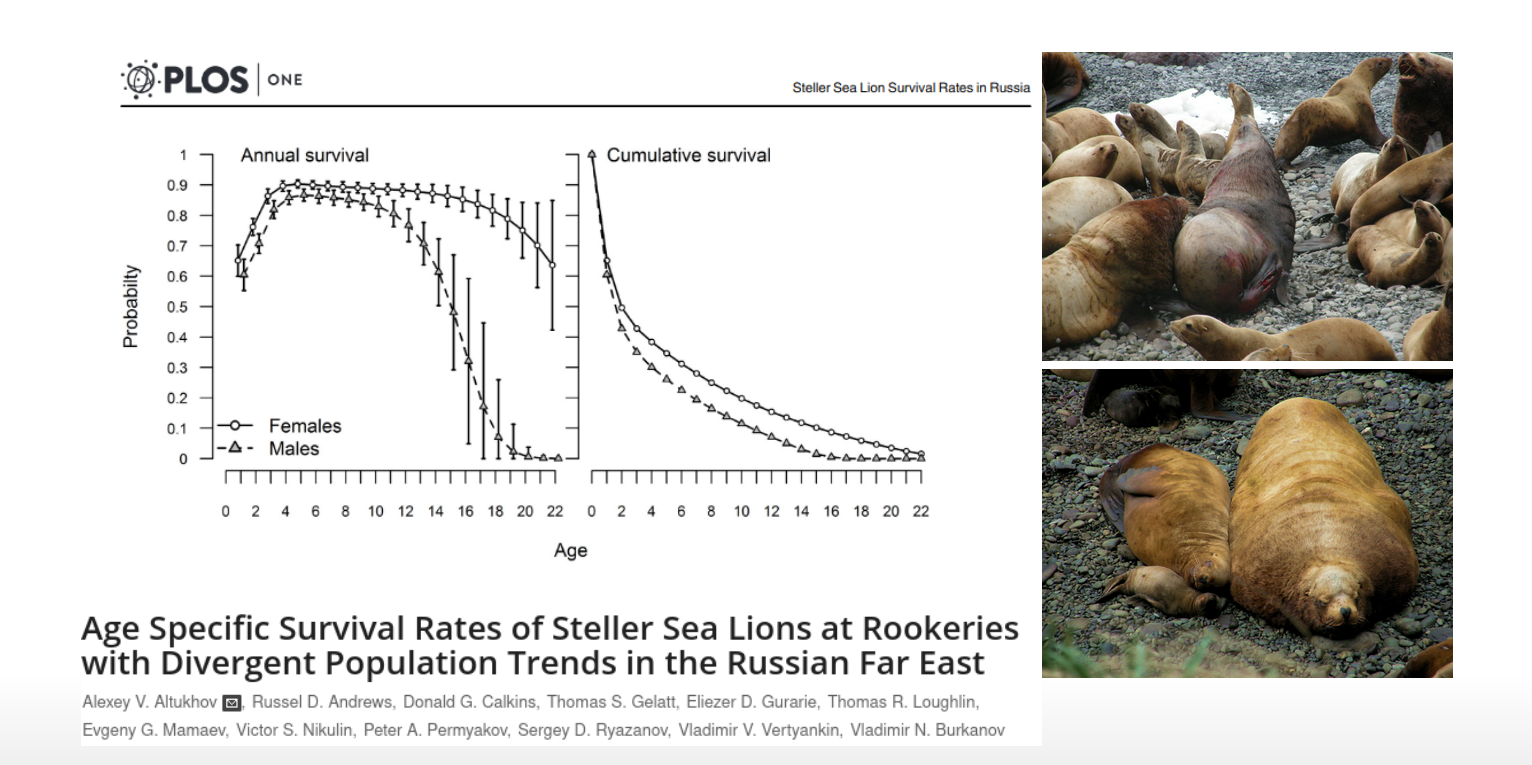 PLOS ONE
Steller Sea Lion Survival Rates in Russia
Annual survival
Cumulative survival
1
0.9
0.8
0.7
0.6
0.5
0.4
0.3
0.2
0.1
0
Probabilty
Females
Males
0 2 4 6 8 10 12 14 16 18 20 22
0 2 4 6 8 10 12 14 16 18 20 22
Age
Age Specific Survival Rates of Steller Sea Lions at Rookeries
with Divergent Population Trends in the Russian Far East
Alexey V. Altukhov, Russel D. Andrews, Donald G. Calkins, Thomas S. Gelatt, Eliezer D. Gurarie, Thomas R. Loughlin,
Evgeny G. Mamaev, Victor S. Nikulin, Peter A. Permyakov, Sergey D. Ryazanov, Vladimir V. Vertyankin, Vladimir N. Burkanov